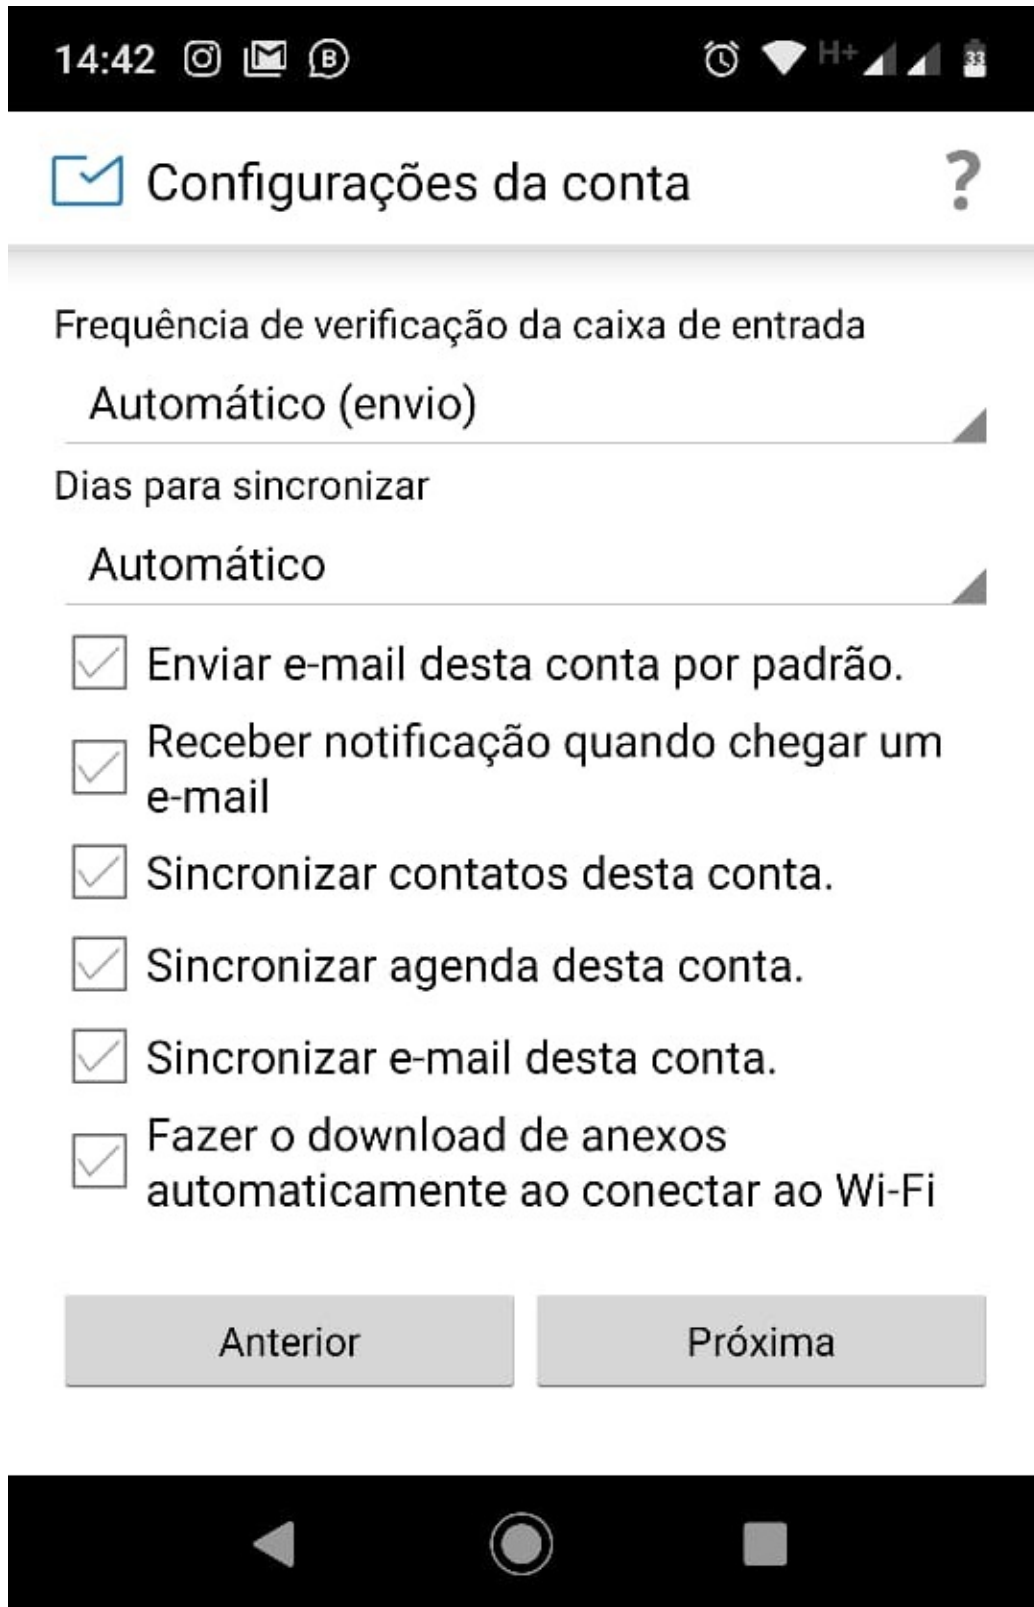 14:42 B H+ 33
Configurações da conta ?
Frequência de verificação da caixa de entrada
Automático (envio)
Dias para sincronizar
Automático
Enviar e-mail desta conta por padrão.
Receber notificação quando chegar um
e-mail
Sincronizar contatos desta conta.
Sincronizar agenda desta conta.
Sincronizar e-mail desta conta.
Fazer o download de anexos
automaticamente ao conectar ao Wi-Fi
Anterior Próxima